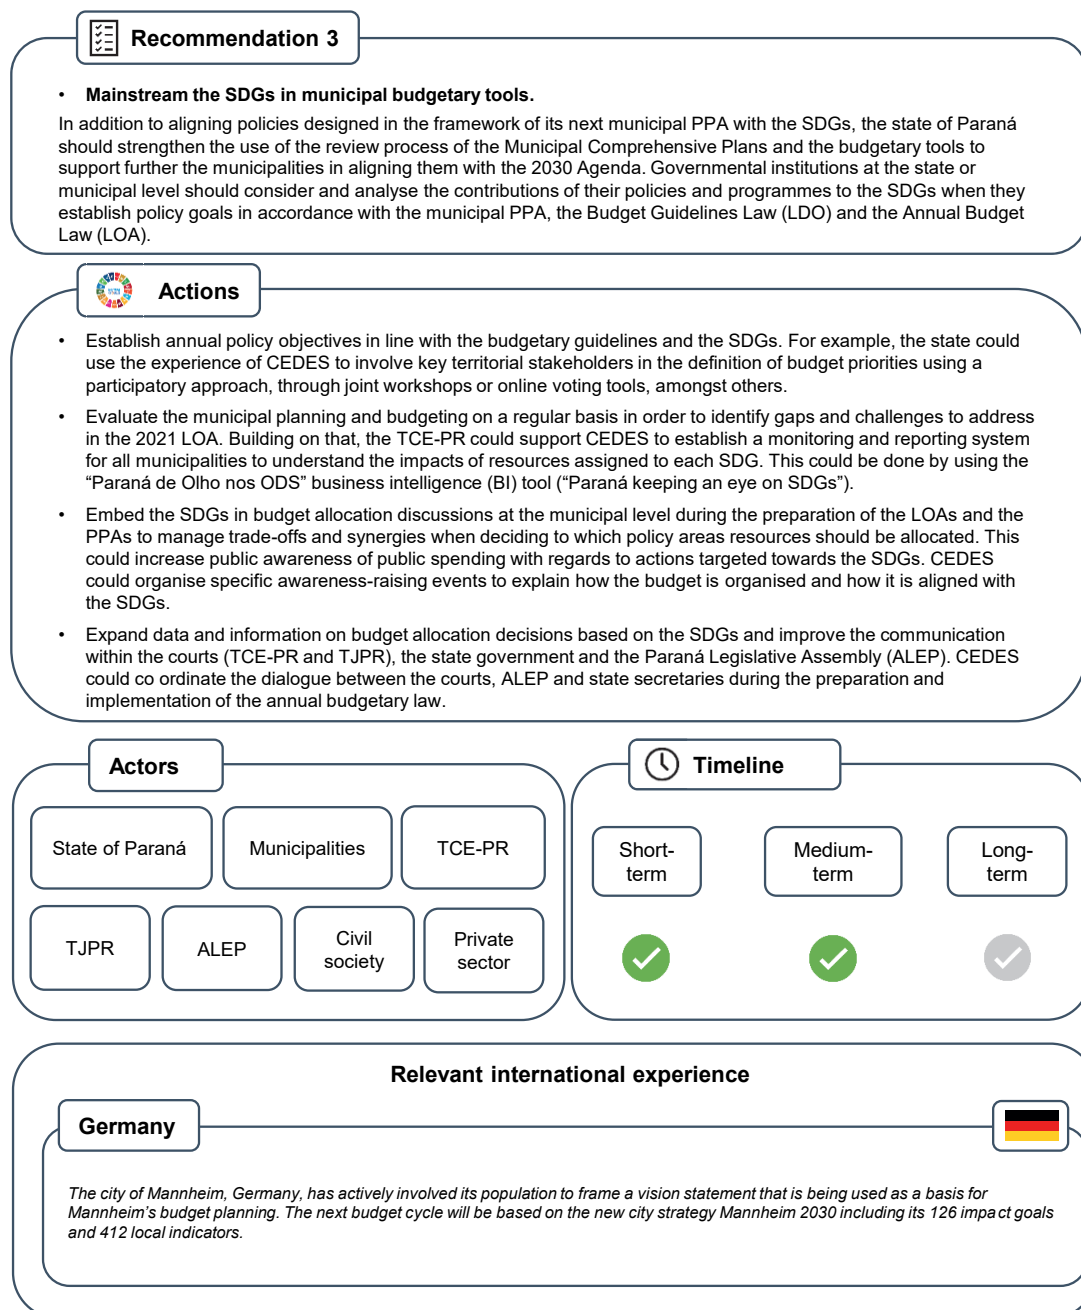 Recommendation 3
• Mainstream the SDGs in municipal budgetary tools.
In addition to aligning policies designed in the framework of its next municipal PPA with the SDGs, the state of Paraná
should strengthen the use of the review process of the Municipal Comprehensive Plans and the budgetary tools to
support further the municipalities in aligning them with the 2030 Agenda. Governmental institutions at the state or
municipal level should consider and analyse the contributions of their policies and programmes to the SDGs when they
establish policy goals in accordance with the municipal PPA, the Budget Guidelines Law (LDO) and the Annual Budget
Law (LOA).
Actions
• Establish annual policy objectives in line with the budgetary guidelines and the SDGs. For example, the state could
use the experience of CEDES to involve key territorial stakeholders in the definition of budget priorities using a
participatory approach, through joint workshops or online voting tools, amongst others.
• Evaluate the municipal planning and budgeting on a regular basis in order to identify gaps and challenges to address
in the 2021 LOA. Building on that, the TCE-PR could support CEDES to establish a monitoring and reporting system
for all municipalities to understand the impacts of resources assigned to each SDG. This could be done by using the
“Paraná de Olho nos ODS” business intelligence (BI) tool (“Paraná keeping an eye on SDGs”).
• Embed the SDGs in budget allocation discussions at the municipal level during the preparation of the LOAs and the
PPAs to manage trade-offs and synergies when deciding to which policy areas resources should be allocated. This
could increase public awareness of public spending with regards to actions targeted towards the SDGs. CEDES
could organise specific awareness-raising events to explain how the budget is organised and how it is aligned with
the SDGs.
• Expand data and information on budget allocation decisions based on the SDGs and improve the communication
within the courts (TCE-PR and TJPR), the state government and the Paraná Legislative Assembly (ALEP). CEDES
could co ordinate the dialogue between the courts, ALEP and state secretaries during the preparation and
implementation of the annual budgetary law.
Actors
State of Paraná
Municipalities
TCE-PR
TJPR
ALEP
Civil
society
Private
sector
Timeline
Short-
term
Medium-
term
Long-
term
Relevant international experience
Germany
The city of Mannheim, Germany, has actively involved its population to frame a vision statement that is being used as a basis for
Mannheim's budget planning. The next budget cycle will be based on the new city strategy Mannheim 2030 including its 126 impact goals
and 412 local indicators.